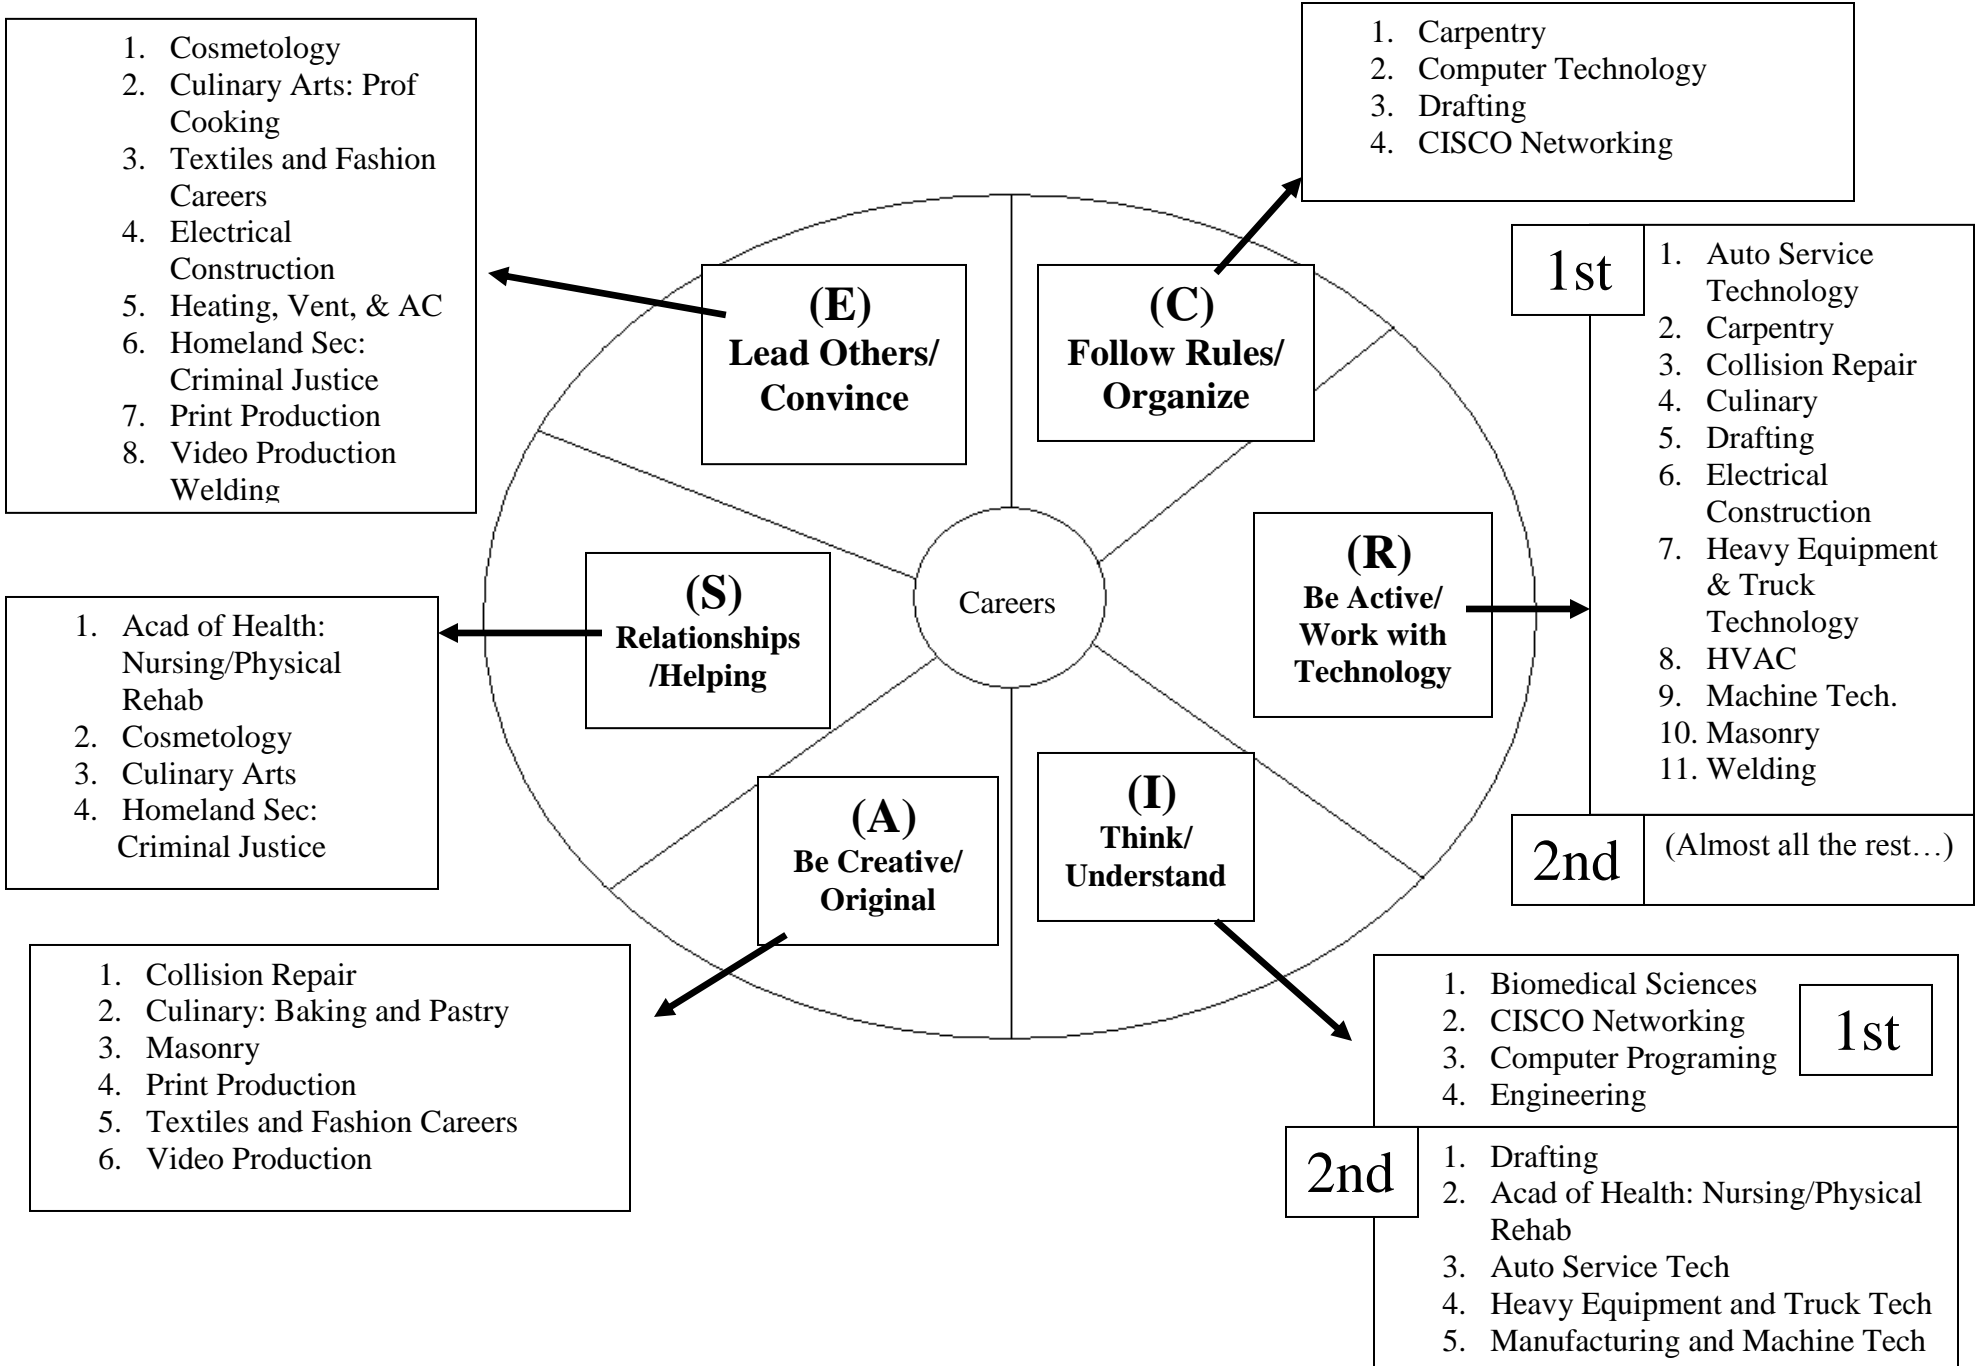 1. Cosmetology
2. Culinary Arts: Prof
Cooking
3. Textiles and Fashion
Careers
4. Electrical
Construction
5. Heating, Vent, & AC
6. Homeland Sec:
Criminal Justice
7. Print Production
8. Video Production
Welding
1. Carpentry
2. Computer Technology
3. Drafting
4. CISCO Networking
(E)
Lead Others/
Convince
(C)
Follow Rules/
Organize
1st
1. Auto Service
Technology
2. Carpentry
3. Collision Repair
4. Culinary
5. Drafting
6. Electrical
Construction
7. Heavy Equipment
& Truck
Technology
8. HVAC
9. Machine Tech.
10. Masonry
11. Welding
2nd
(Almost all the rest…)
(S)
Relationships
/Helping
Careers
(R)
Be Active/
Work with
Technology
1. Acad of Health:
Nursing/Physical
Rehab
2. Cosmetology
3. Culinary Arts
4. Homeland Sec:
Criminal Justice
(A)
Be Creative/
Original
(I)
Think/
Understand
1. Collision Repair
2. Culinary: Baking and Pastry
3. Masonry
4. Print Production
5. Textiles and Fashion Careers
6. Video Production
1. Biomedical Sciences
2. CISCO Networking
3. Computer Programing
4. Engineering
1st
2nd
1. Drafting
2. Acad of Health: Nursing/Physical
Rehab
3. Auto Service Tech
4. Heavy Equipment and Truck Tech
5. Manufacturing and Machine Tech